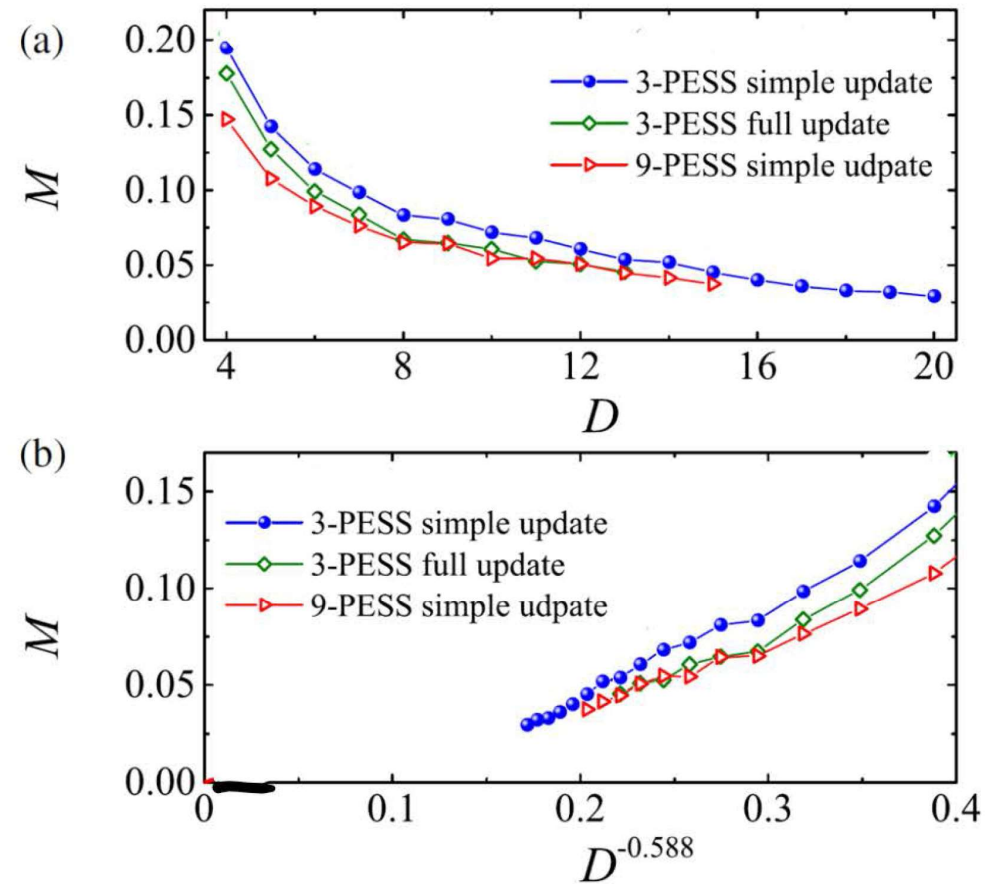 (a)
0.20
0.15
0.10
0.05
0.00
M
3-PESS simple update
3-PESS full update
9-PESS simple udpate
4 8 12 16 20
D
(b)
0.15
0.10
0.05
0.00
M
3-PESS simple update
3-PESS full update
9-PESS simple udpate
0 0.1 0.2 0.3 0.4
D^-0.588